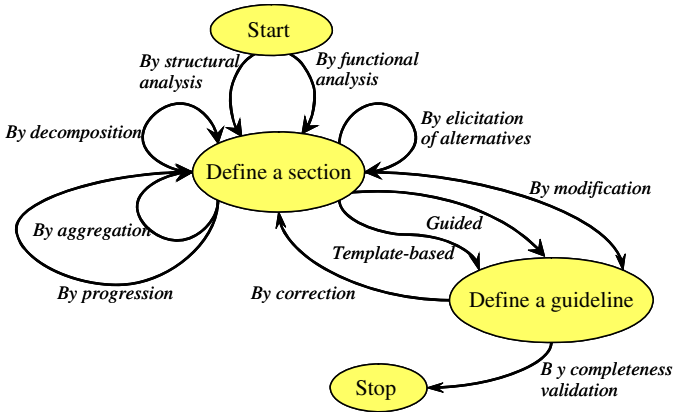 Start
By structural
analysis
By functional
analysis
By decomposition
By elicitation
of alternatives
Define a section
By modification
By aggregation
Guided
Template-based
By progression
By correction
Define a guideline
B y completeness
validation
Stop